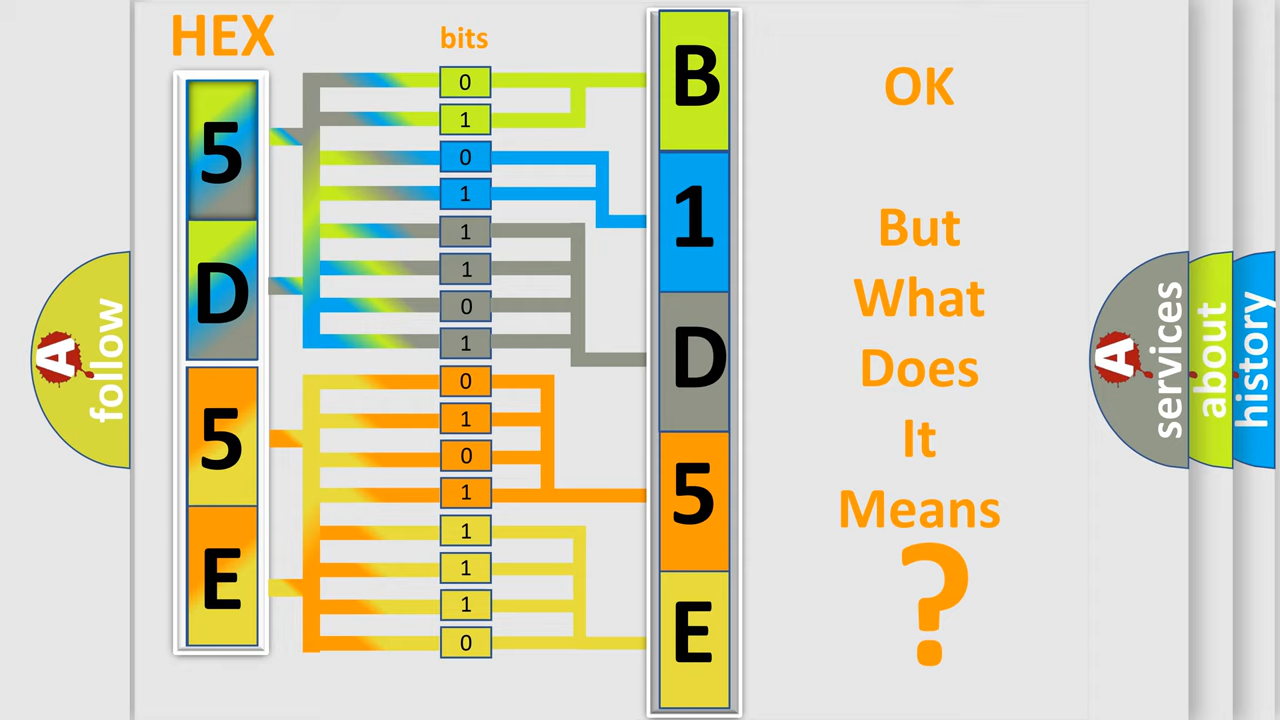 HEX
bits
5
D
5
E
0
1
0
1
1
1
0
1
0
1
0
1
1
1
1
0
B
1
D
5
E
OK
But
What
Does
It
Means
?
A
follow
A
services
about
history